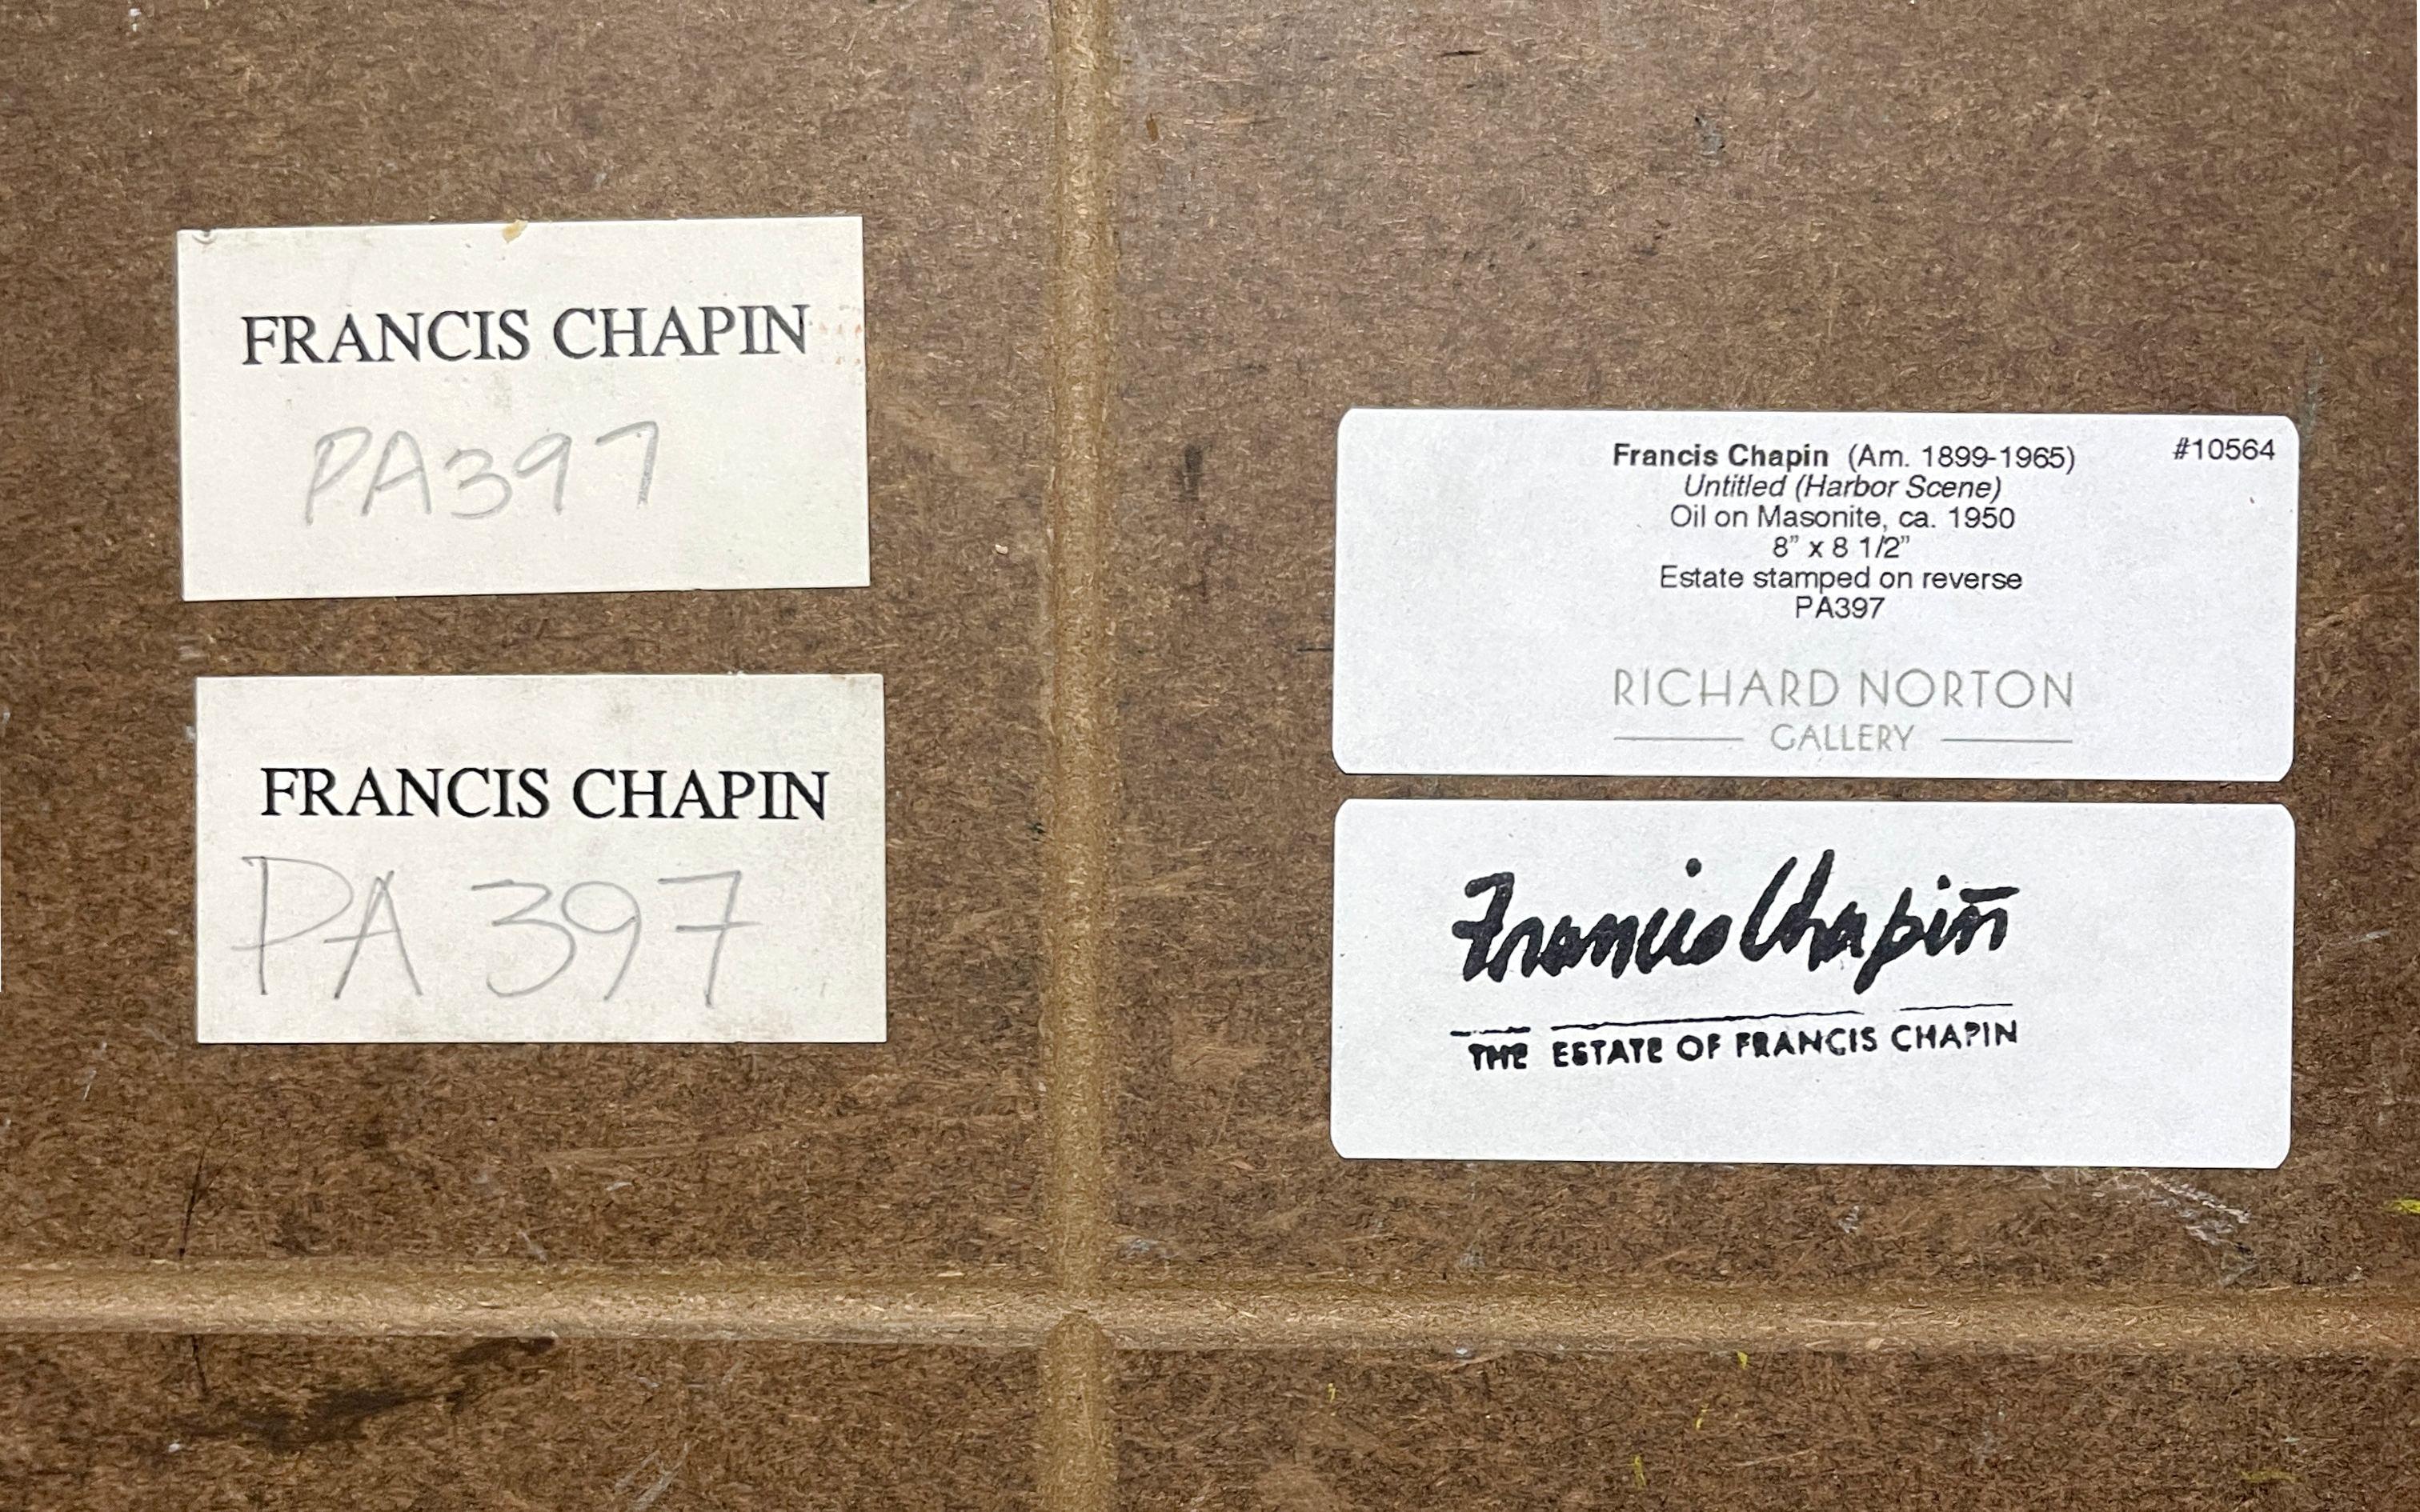 FRANCIS CHAPIN
PA397
FRANCIS CHAPIN
PA 397
#10564
Francis Chapin (Am. 1899-1965)
Untitled (Harbor Scene)
Oil on Masonite, ca. 1950
8” x 8 1/2”
Estate stamped on reverse
PA397
RICHARD NORTON
GALLERY
Francis Chapin
THE ESTATE OF FRANCIS CHAPIN